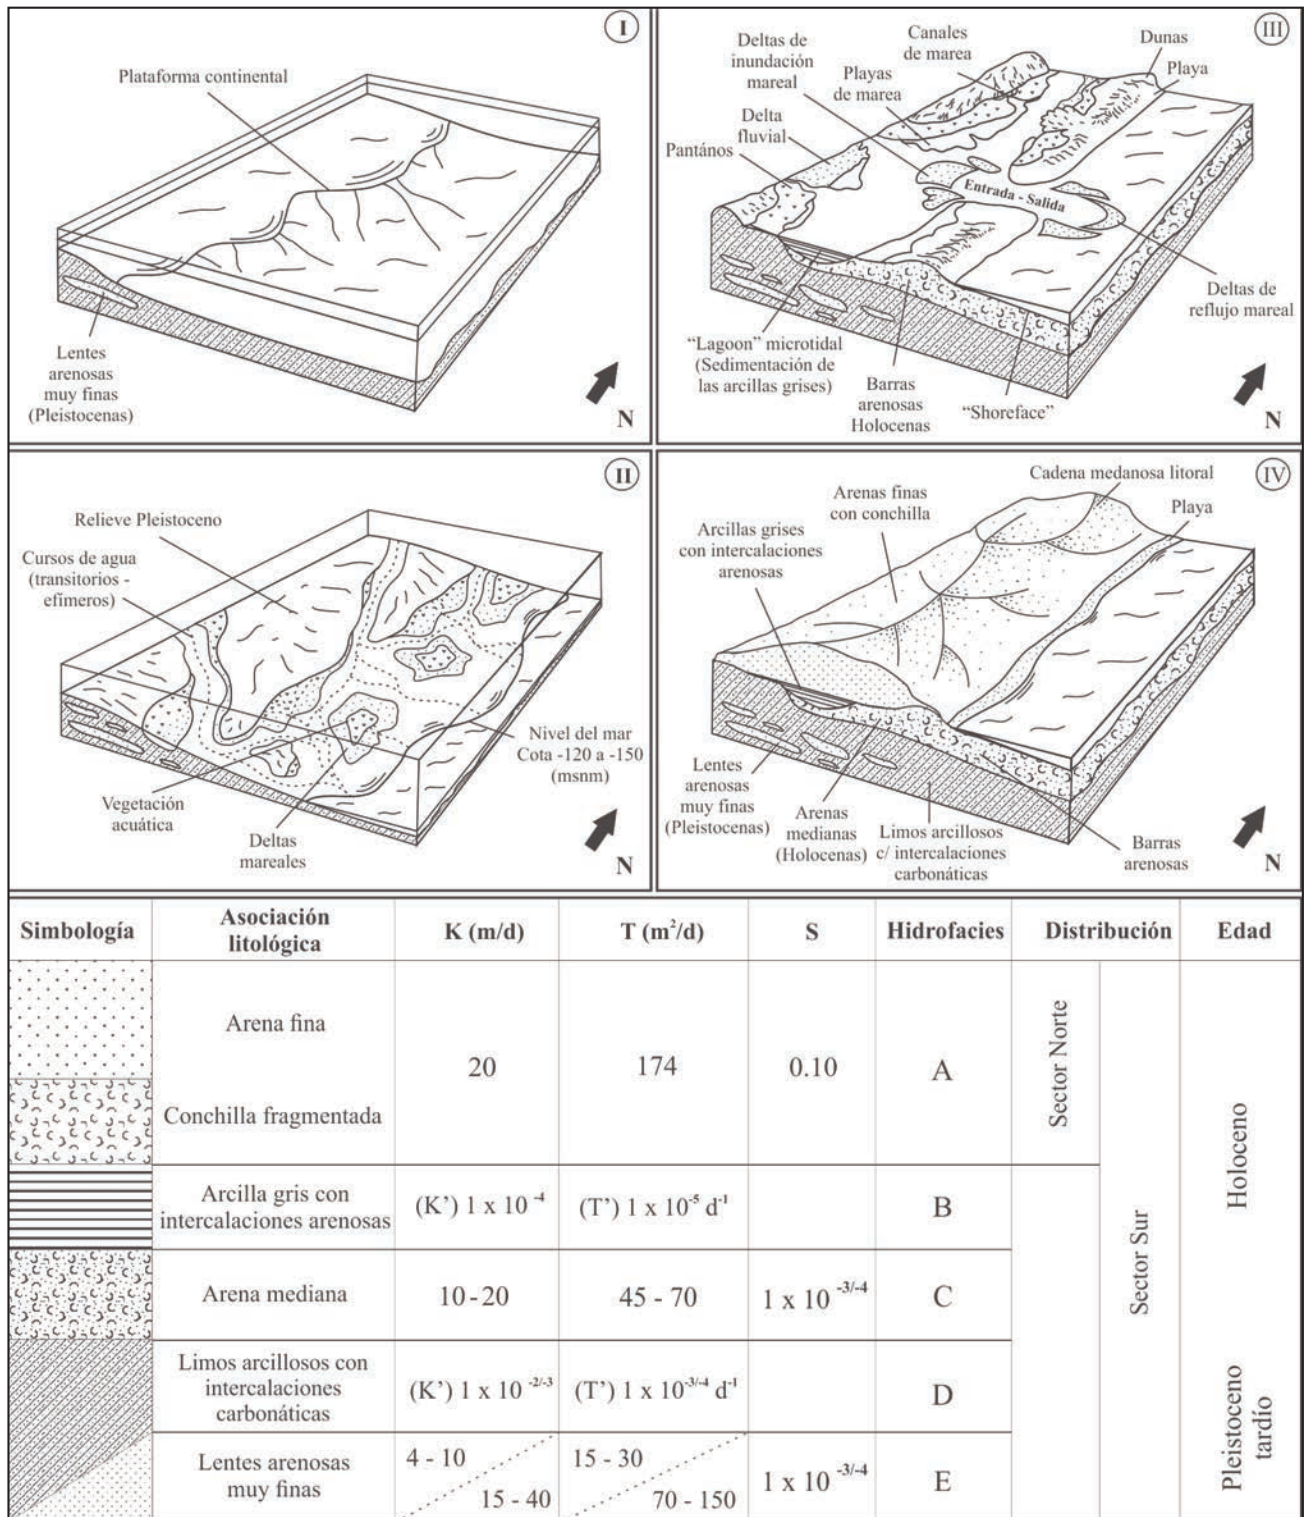 I
Plataforma continental
Lentes
arenosas
muy finas
(Pleistocenas)
N
III
Deltas de
inundación
mareal
Canales
de marea
Playas
de marea
Dunas
Playa
Delta
fluvial
Pantános
Entrada - Salida
Deltas de
reflujo mareal
"Lagoon" microtidal
(Sedimentación de
las arcillas grises)
Barras
arenosas
Holocenas
"Shoreface"
N
II
Relieve Pleistoceno
Cursos de agua
(transitorios -
efímeros)
Nivel del mar
Cota -120 a -150
(msnm)
Vegetación
acuática
Deltas
mareales
N
IV
Cadena medanosa litoral
Arenas finas
con conchilla
Playa
Arcillas grises
con intercalaciones
arenosas
Lentes
arenosas
muy finas
(Pleistocenas)
Arenas
medianas
(Holocenas)
Limos arcillosos
c/ intercalaciones
carbonáticas
Barras
arenosas
N
Simbología Asociación litológica K (m/d) T (m²/d) S Hidrofacies Distribución Edad
Arena fina
Conchilla fragmentada
20 174 0.10 A
Sector Norte
Arcilla gris con
intercalaciones arenosas
(K') 1 x 10⁻⁴ (T') 1 x 10⁻⁵ d⁻¹ B
Holoceno
Sector Sur
Arena mediana 10-20 45 - 70 1 x 10⁻³/⁻⁴ C
Limos arcillosos con
intercalaciones
carbonáticas
(K') 1 x 10⁻²/⁻³ (T') 1 x 10⁻³/⁻⁴ d⁻¹ D
Pleistoceno
tardío
Lentes arenosas
muy finas
4 - 10 15 - 30
15 - 40 70 - 150
1 x 10⁻³/⁻⁴ E